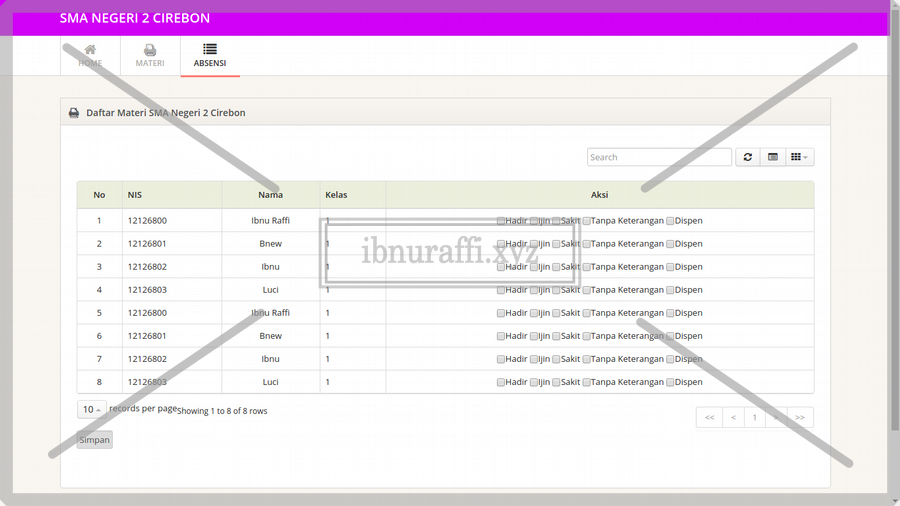 SMA NEGERI 2 CIREBON
HOME MATERI ABSENSI
Daftar Materi SMA Negeri 2 Cirebon
Search
No NIS Nama Kelas Aksi
1 12126800 Ibnu Raffi 1 Hadir Ijin Sakit Tanpa Keterangan Dispen
2 12126801 Bnew 1 Hadir Ijin Sakit Tanpa Keterangan Dispen
ibnuraffi.xyz
3 12126802 Ibnu 1 Hadir Ijin Sakit Tanpa Keterangan Dispen
4 12126803 Luci 1 Hadir Ijin Sakit Tanpa Keterangan Dispen
5 12126800 Ibnu Raffi 1 Hadir Ijin Sakit Tanpa Keterangan Dispen
6 12126801 Bnew 1 Hadir Ijin Sakit Tanpa Keterangan Dispen
7 12126802 Ibnu 1 Hadir Ijin Sakit Tanpa Keterangan Dispen
8 12126803 Luci 1 Hadir Ijin Sakit Tanpa Keterangan Dispen
10 records per page Showing 1 to 8 of 8 rows << < 1 > >>
Simpan